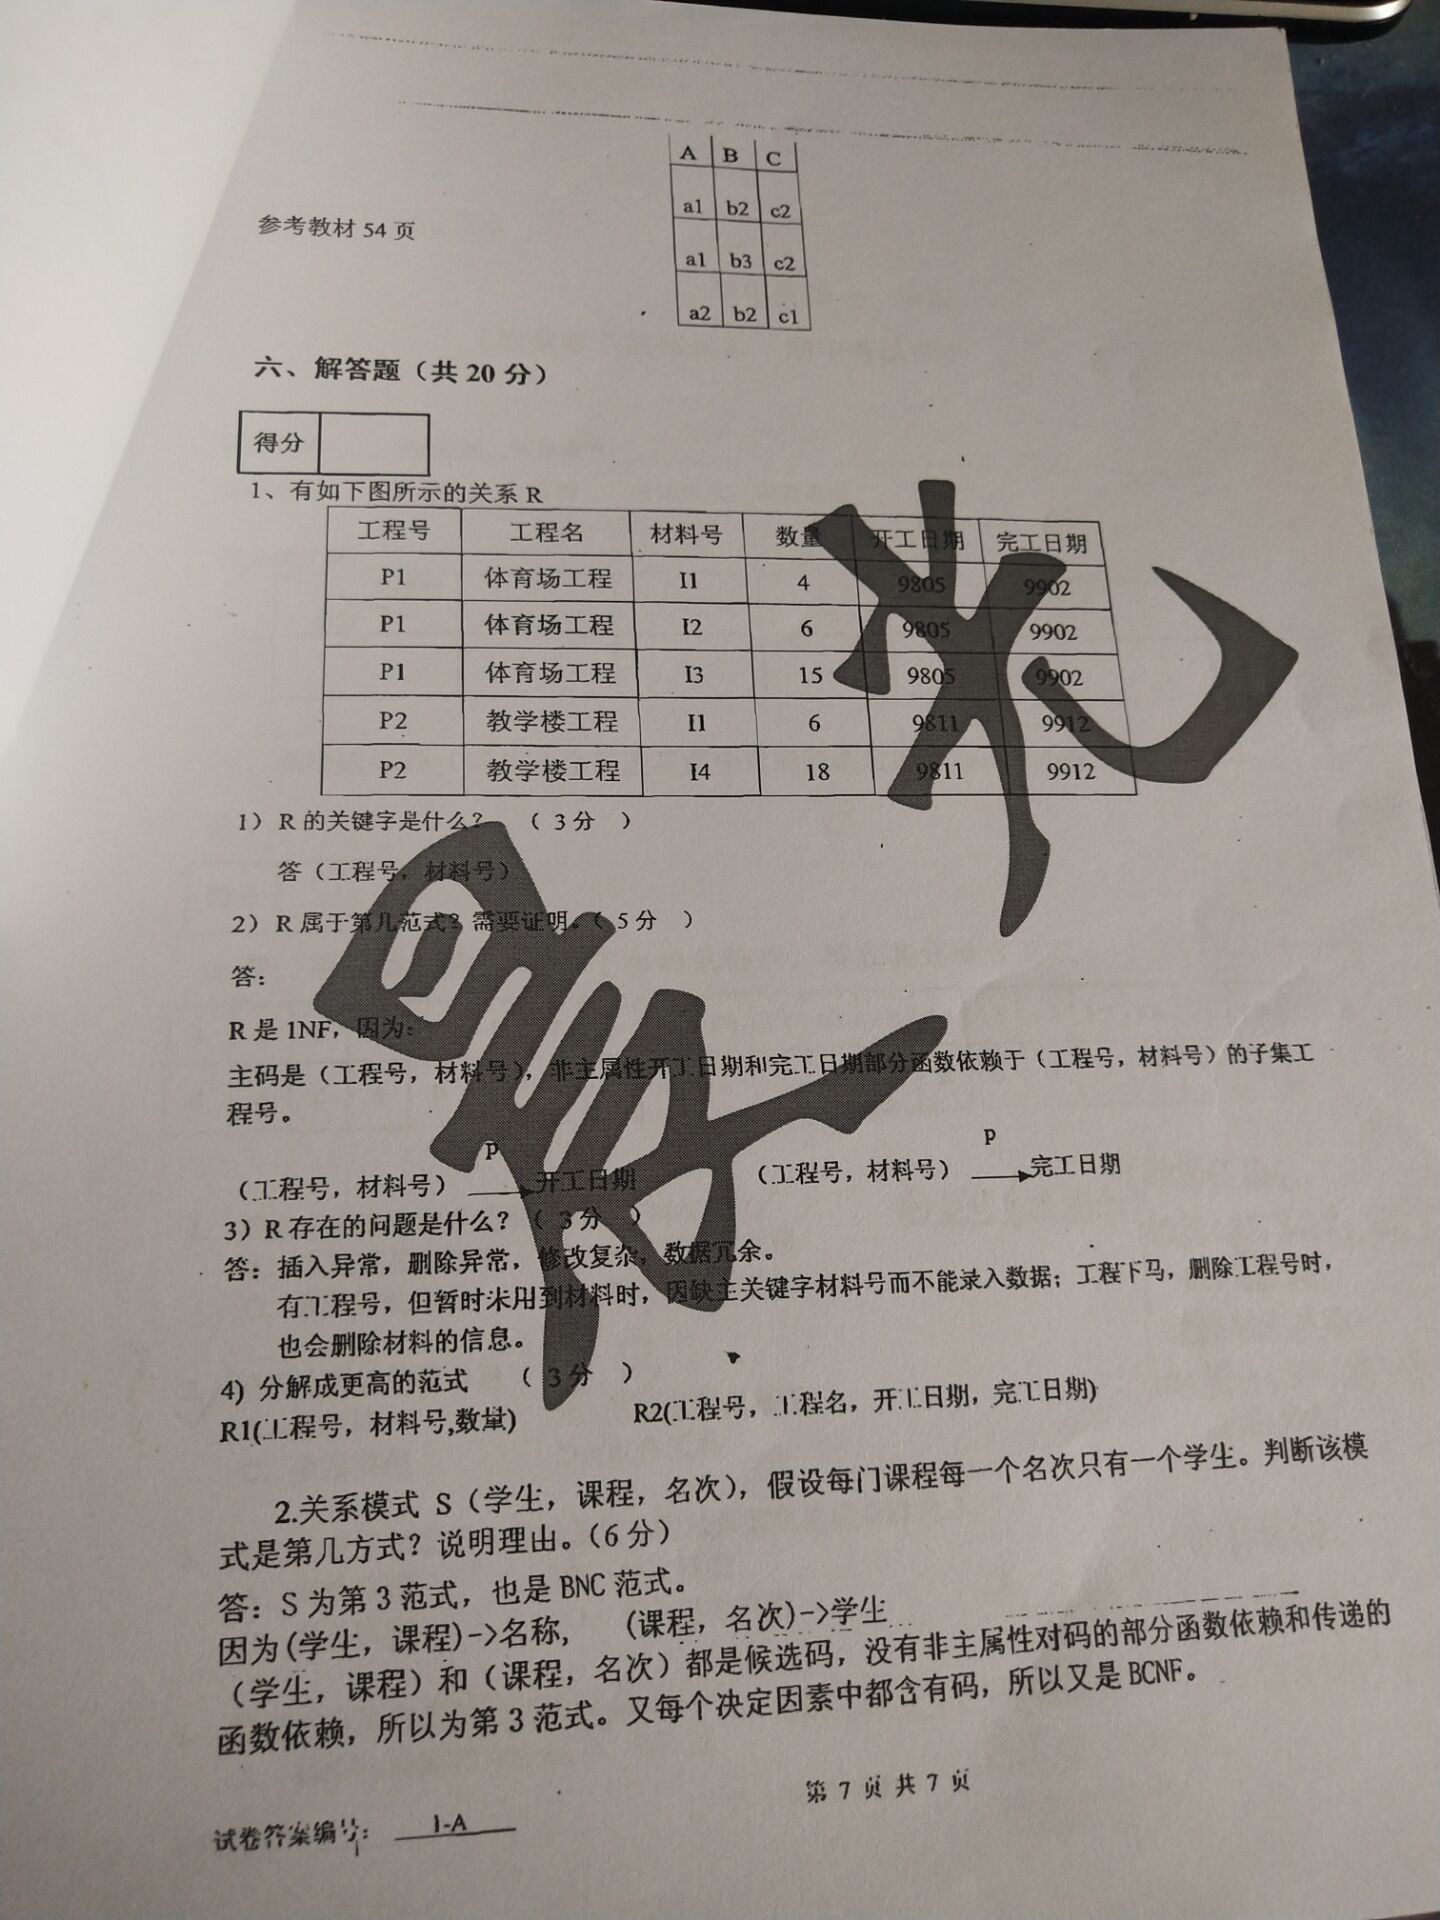 A B C
a1 b2 c2
参考教材 54 页
a1 b3 c2
a2 b2 c1
六、解答题（共 20 分）
得分
1、有如下图所示的关系 R
工程号 工程名 材料号 数量 开工日期 完工日期
P1 体育场工程 I1 4 9805 9902
P1 体育场工程 I2 6 9805 9902
P1 体育场工程 I3 15 9805 9902
P2 教学楼工程 I1 6 9811 9912
P2 教学楼工程 I4 18 9811 9912
1） R 的关键字是什么？ （ 3 分 ）
答（工程号，材料号）
2） R 属于第几范式？需要证明。（ 5 分 ）
答：
R 是 1NF，因为：
主码是（工程号，材料号），非主属性开工日期和完工日期部分函数依赖于（工程号，材料号）的子集工
程号。
p p
（工程号，材料号） 开工日期 （工程号，材料号） 完工日期
3）R 存在的问题是什么？（ 3 分 ）
答：插入异常，删除异常，修改复杂，数据冗余。
有工程号，但暂时未用到材料时，因缺主关键字材料号而不能录入数据；工程下马，删除工程号时，
也会删除材料的信息。
4) 分解成更高的范式 （ 3 分 ）
R1(工程号，材料号,数量) R2(工程号，工程名，开工日期，完工日期)
2.关系模式 S（学生，课程，名次），假设每门课程每一个名次只有一个学生。判断该模
式是第几方式？说明理由。（6 分）
答：S 为第 3 范式，也是 BNC 范式。
因为(学生，课程)->名称， (课程，名次)->学生
（学生，课程）和（课程，名次）都是候选码，没有非主属性对码的部分函数依赖和传递的
函数依赖，所以为第 3 范式。又每个决定因素中都含有码，所以又是 BCNF。
第 7 页 共 7 页
试卷答案编号： 1-A